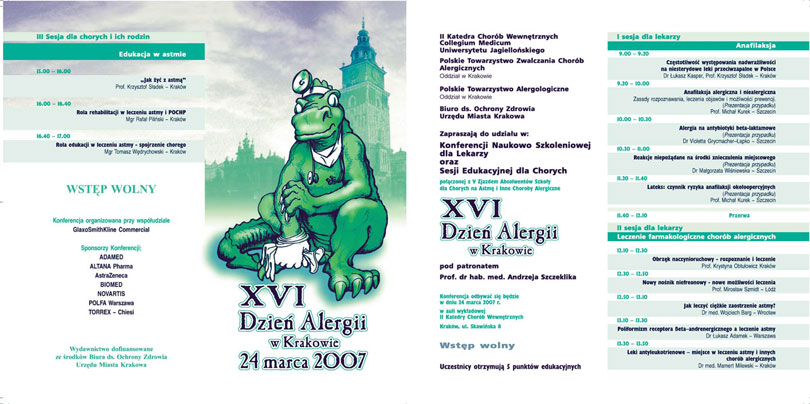 III Sesja dla chorych i ich rodzin
Edukacja w astmie
15.00 – 16.00
„Jak żyć z astmą”
Prof. Krzysztof Sładek – Kraków
16.00 – 16.40
Rola rehabilitacji w leczeniu astmy i POCHP
Mgr Rafał Piliński – Kraków
16.40 – 17.00
Rola edukacji w leczeniu astmy - spojrzenie chorego
Mgr Tomasz Wędrychowski – Kraków
WSTĘP WOLNY
Konferencja organizowana przy współudziale
GlaxoSmithKline Commercial
Sponsorzy Konferencji:
ADAMED
ALTANA Pharma
AstraZeneca
BIOMED
NOVARTIS
POLFA Warszawa
TORREX – Chiesi
Wydawnictwo dofinansowane
ze środków Biura ds. Ochrony Zdrowia
Urzędu Miasta Krakowa
XVI
Dzień Alergii
w Krakowie
24 marca 2007
II Katedra Chorób Wewnętrznych
Collegium Medicum
Uniwersytetu Jagiellońskiego
Polskie Towarzystwo Zwalczania Chorób
Alergicznych
Oddział w Krakowie
Polskie Towarzystwo Alergologiczne
Oddział w Krakowie
Biuro ds. Ochrony Zdrowia
Urzędu Miasta Krakowa
Zapraszają do udziału w:
Konferencji Naukowo Szkoleniowej
dla Lekarzy
oraz
Sesji Edukacyjnej dla Chorych
połączonej z V Zjazdem Absolwentów Szkoły
dla Chorych na Astmę i Inne Choroby Alergiczne
XVI
Dzień Alergii
w Krakowie
pod patronatem
Prof. dr hab. med. Andrzeja Szczeklika
Konferencja odbywać się będzie
w dniu 24 marca 2007 r.
w auli wykładowej
II Katedry Chorób Wewnętrznych
Kraków, ul. Skawińska 8
Wstęp wolny
Uczestnicy otrzymują 5 punktów edukacyjnych
I sesja dla lekarzy
Anafilaksja
9.00 – 9.20
Częstotliwość występowania nadwrażliwości
na niesterydowe leki przeciwzapalne w Polsce
Dr Łukasz Kasper, Prof. Krzysztof Sładek – Kraków
9.20 – 10.00
Anafilaksja alergiczna i niealergiczna
Zasady rozpoznawania, leczenia objawów i możliwości prewencji.
(Prezentacja przypadku)
Prof. Michał Kurek – Szczecin
10.00 – 10.30
Alergia na antybiotyki beta-laktamowe
(Prezentacja przypadku)
Dr Violetta Grycmacher-Łapko – Szczecin
10.30 – 11.00
Reakcje niepożądane na środki znieczulenia miejscowego
(Prezentacja przypadku)
Dr Małgorzata Wiśniewska – Szczecin
11.20 – 11.40
Lateks: czynnik ryzyka anafilaksji okołooperacyjnych
(Prezentacja przypadku)
Prof. Michał Kurek – Szczecin
11.40 – 12.10 Przerwa
II sesja dla lekarzy
Leczenie farmakologiczne chorób alergicznych
12.10 – 12.30
Obrzęk naczynioruchowy - rozpoznanie i leczenie
Prof. Krystyna Obtułowicz Kraków
12.30 – 12.50
Nowy nośnik niefreonowy - nowe możliwości leczenia
Prof. Mirosław Szmidt – Łódź
12.50 – 13.10
Jak leczyć ciężkie zaostrzenie astmy?
Dr med. Wojciech Barg – Wrocław
13.10 – 13.30
Poliformizm receptora Beta-andrenergicznego a leczenie astmy
Dr Łukasz Adamek – Warszawa
13.30 – 13.50
Leki antyleukotrienowe – miejsce w leczeniu astmy i innych
chorób alergicznych
Dr med. Mamert Milewski – Kraków